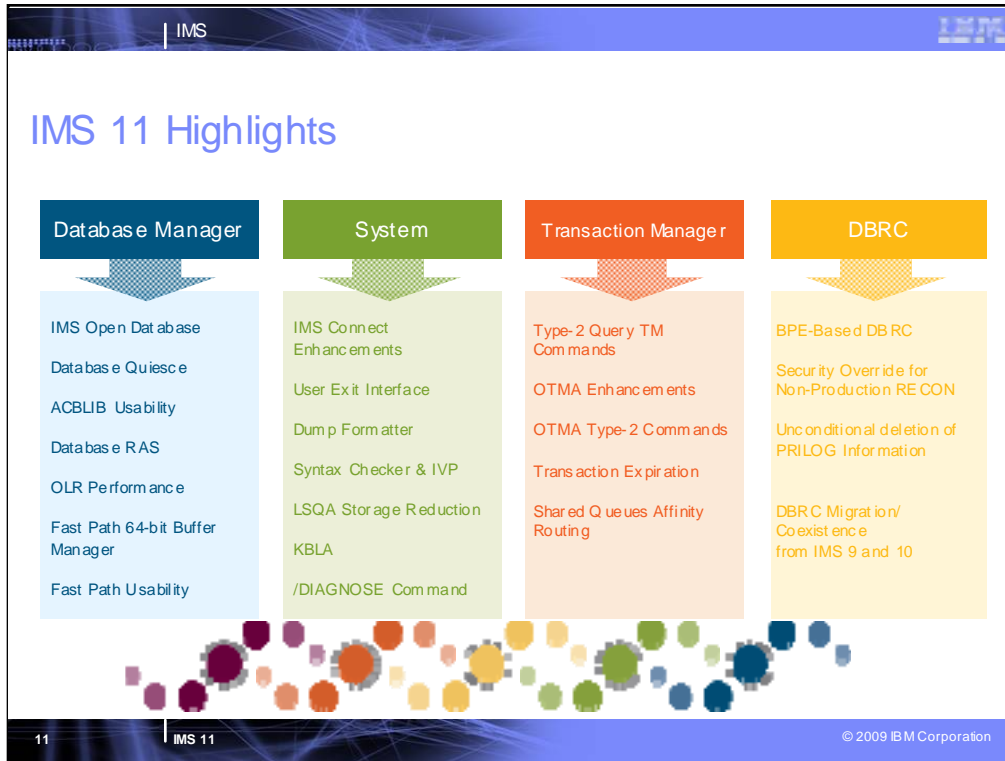 IMS
IBM
IMS 11 Highlights
Database Manager
IMS Open Database
Database Quiesce
ACBLIB Usability
Database RAS
OLR Performance
Fast Path 64-bit Buffer
Manager
Fast Path Usability
System
IMS Connect
Enhancements
User Exit Interface
Dump Formatter
Syntax Checker & IVP
LSQA Storage Reduction
KBLA
/DIAGNOSE Command
Transaction Manager
Type-2 Query TM
Commands
OTMA Enhancements
OTMA Type-2 Commands
Transaction Expiration
Shared Queues Affinity
Routing
DBRC
BPE-Based DBRC
Security Override for
Non-Production RECON
Unconditional deletion of
PRILOG Information
DBRC Migration/
Coexistence
from IMS 9 and 10
11
IMS 11
© 2009 IBM Corporation